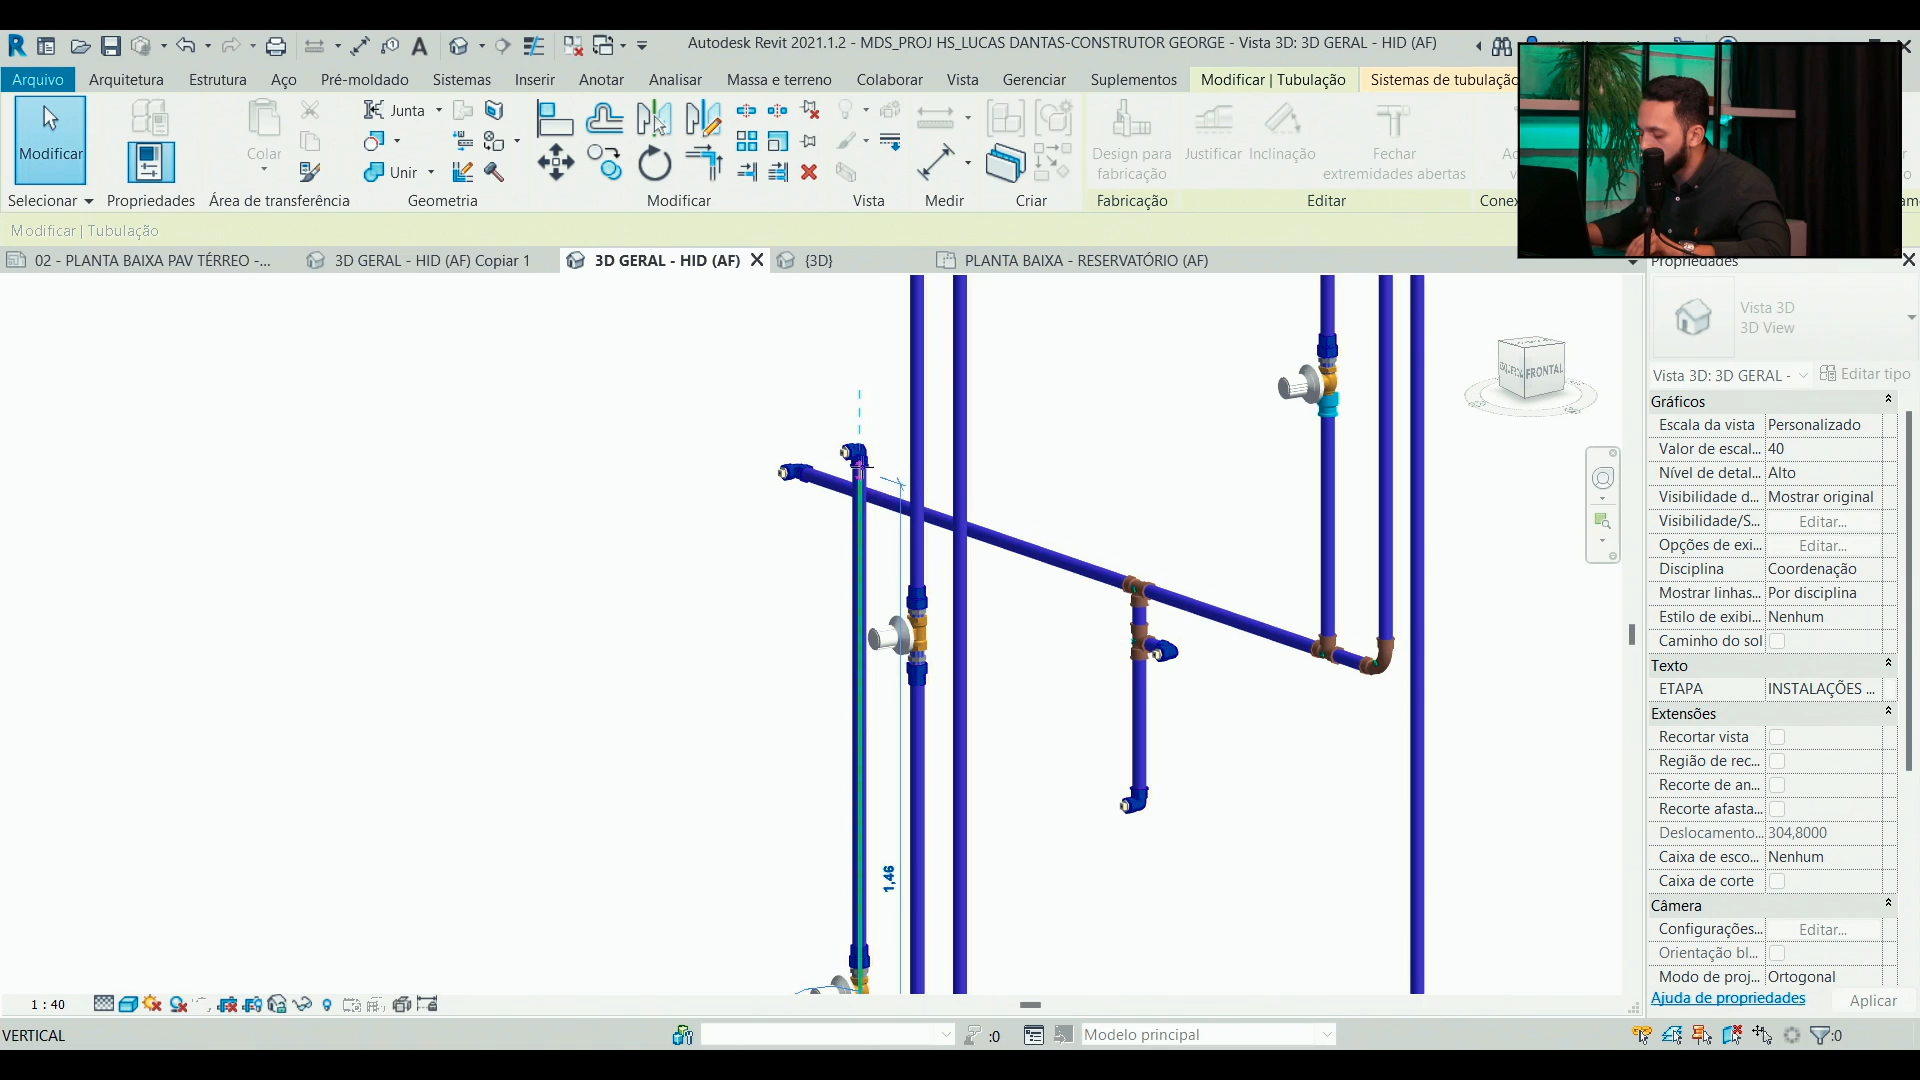 Autodesk Revit 2021.1.2 - MDS_PROJ HS_LUCAS DANTAS-CONSTRUTOR GEORGE - Vista 3D: 3D GERAL - HID (AF)
Arquivo Arquitetura Estrutura Aço Pré-moldado Sistemas Inserir Anotar Analisar Massa e terreno Colaborar Vista Gerenciar Suplementos Modificar | Tubulação Sistemas de tubulação
Junta
Modificar Colar Design para Justificar Inclinação Fechar
Unir fabricação extremidades abertas
Selecionar Propriedades Área de transferência Geometria Modificar Vista Medir Criar Fabricação Editar Conex
Modificar | Tubulação
02 - PLANTA BAIXA PAV TÉRREO -... 3D GERAL - HID (AF) Copiar 1 3D GERAL - HID (AF) {3D} PLANTA BAIXA - RESERVATÓRIO (AF)
Propriedades
Vista 3D
3D View
Vista 3D: 3D GERAL - Editar tipo
Gráficos
Escala da vista Personalizado
Valor de escal... 40
Nível de detal... Alto
Visibilidade d... Mostrar original
Visibilidade/S... Editar...
Opções de exi... Editar...
Disciplina Coordenação
Mostrar linhas... Por disciplina
Estilo de exibi... Nenhum
Caminho do sol
Texto
ETAPA INSTALAÇÕES ...
Extensões
Recortar vista
Região de rec...
Recorte de an...
Recorte afasta...
Deslocamento... 304,8000
Caixa de esco... Nenhum
Caixa de corte
Câmera
Configurações... Editar...
Orientação bl...
Modo de proj... Ortogonal
Ajuda de propriedades Aplicar
FRONTAL
1,46
1 : 40
VERTICAL :0 Modelo principal :0